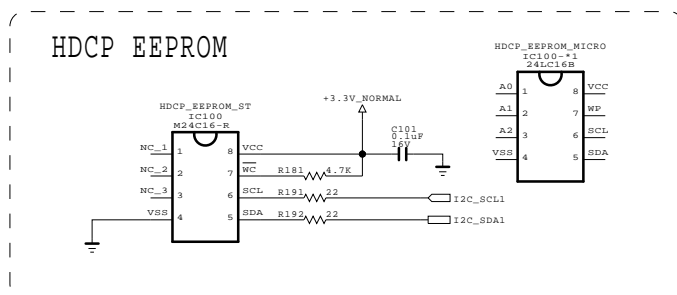 HDCP EEPROM
HDCP_EEPROM_MICRO
IC100-*1
24LC16B
A0 1 8 VCC
A1 2 7 WP
A2 3 6 SCL
VSS 4 5 SDA
HDCP_EEPROM_ST
IC100
M24C16-R
+3.3V_NORMAL
C101
0.1uF
16V
NC_1 1 8 VCC
NC_2 2 7 WC R181 4.7K
NC_3 3 6 SCL R191 22 I2C_SCL1
VSS 4 5 SDA R192 22 I2C_SDA1